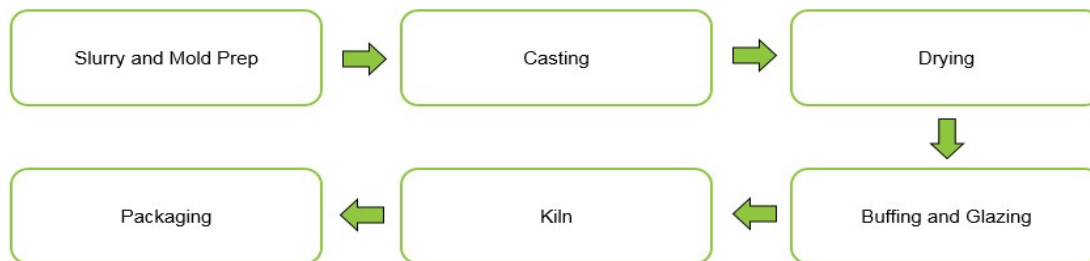 Slurry and Mold Prep
Casting
Drying
Buffing and Glazing
Kiln
Packaging